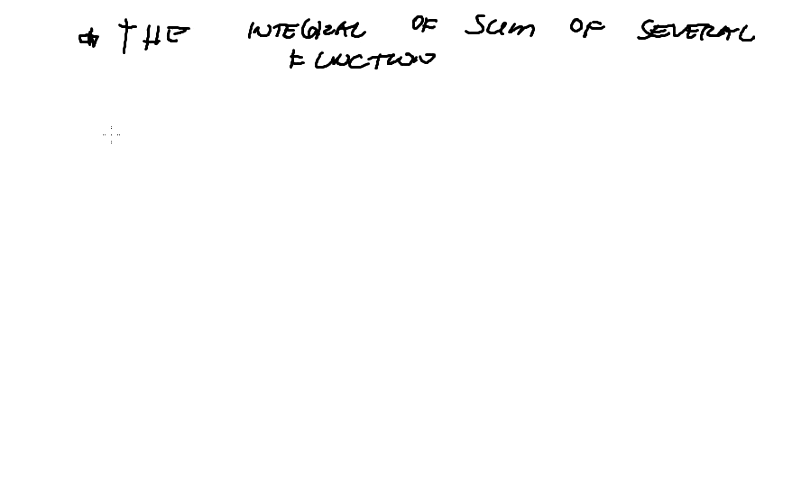 THE INTEGRAL OF SUM OF SEVERAL
FUNCTION